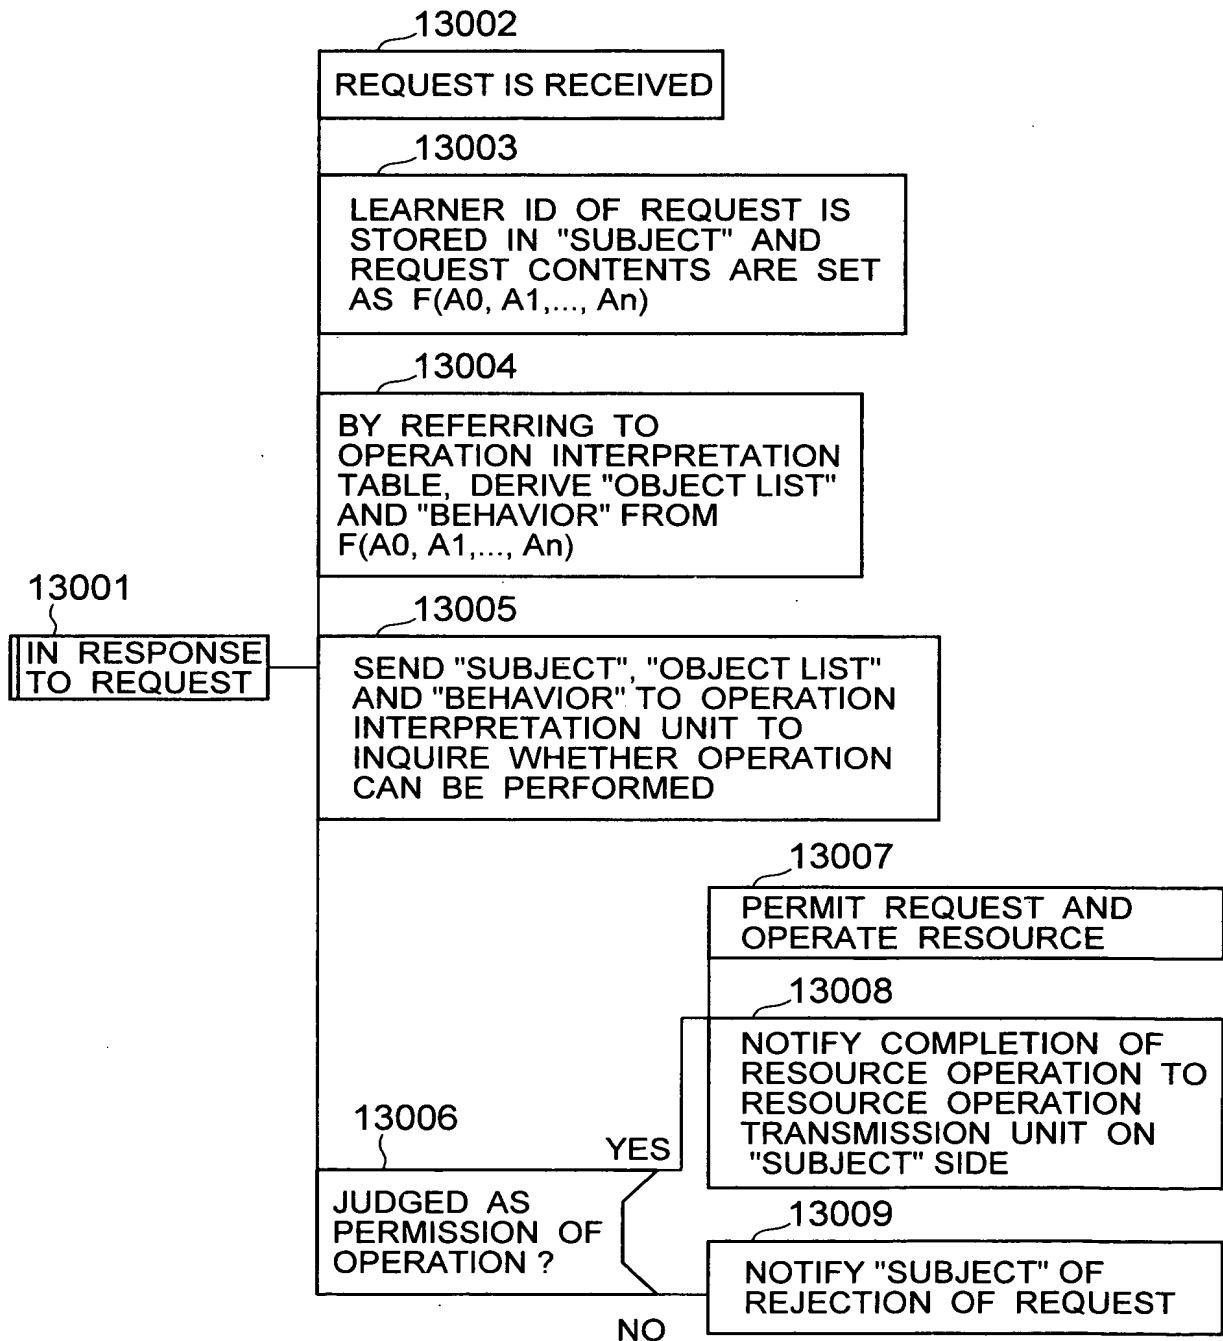 13002
REQUEST IS RECEIVED
13003
LEARNER ID OF REQUEST IS
STORED IN "SUBJECT" AND
REQUEST CONTENTS ARE SET
AS F(A0, A1,..., An)
13004
BY REFERRING TO
OPERATION INTERPRETATION
TABLE, DERIVE "OBJECT LIST"
AND "BEHAVIOR" FROM
F(A0, A1,..., An)
13001
IN RESPONSE
TO REQUEST
13005
SEND "SUBJECT", "OBJECT LIST"
AND "BEHAVIOR" TO OPERATION
INTERPRETATION UNIT TO
INQUIRE WHETHER OPERATION
CAN BE PERFORMED
13006
JUDGED AS
PERMISSION OF
OPERATION ?
YES
13007
PERMIT REQUEST AND
OPERATE RESOURCE
13008
NOTIFY COMPLETION OF
RESOURCE OPERATION TO
RESOURCE OPERATION
TRANSMISSION UNIT ON
"SUBJECT" SIDE
NO
13009
NOTIFY "SUBJECT" OF
REJECTION OF REQUEST